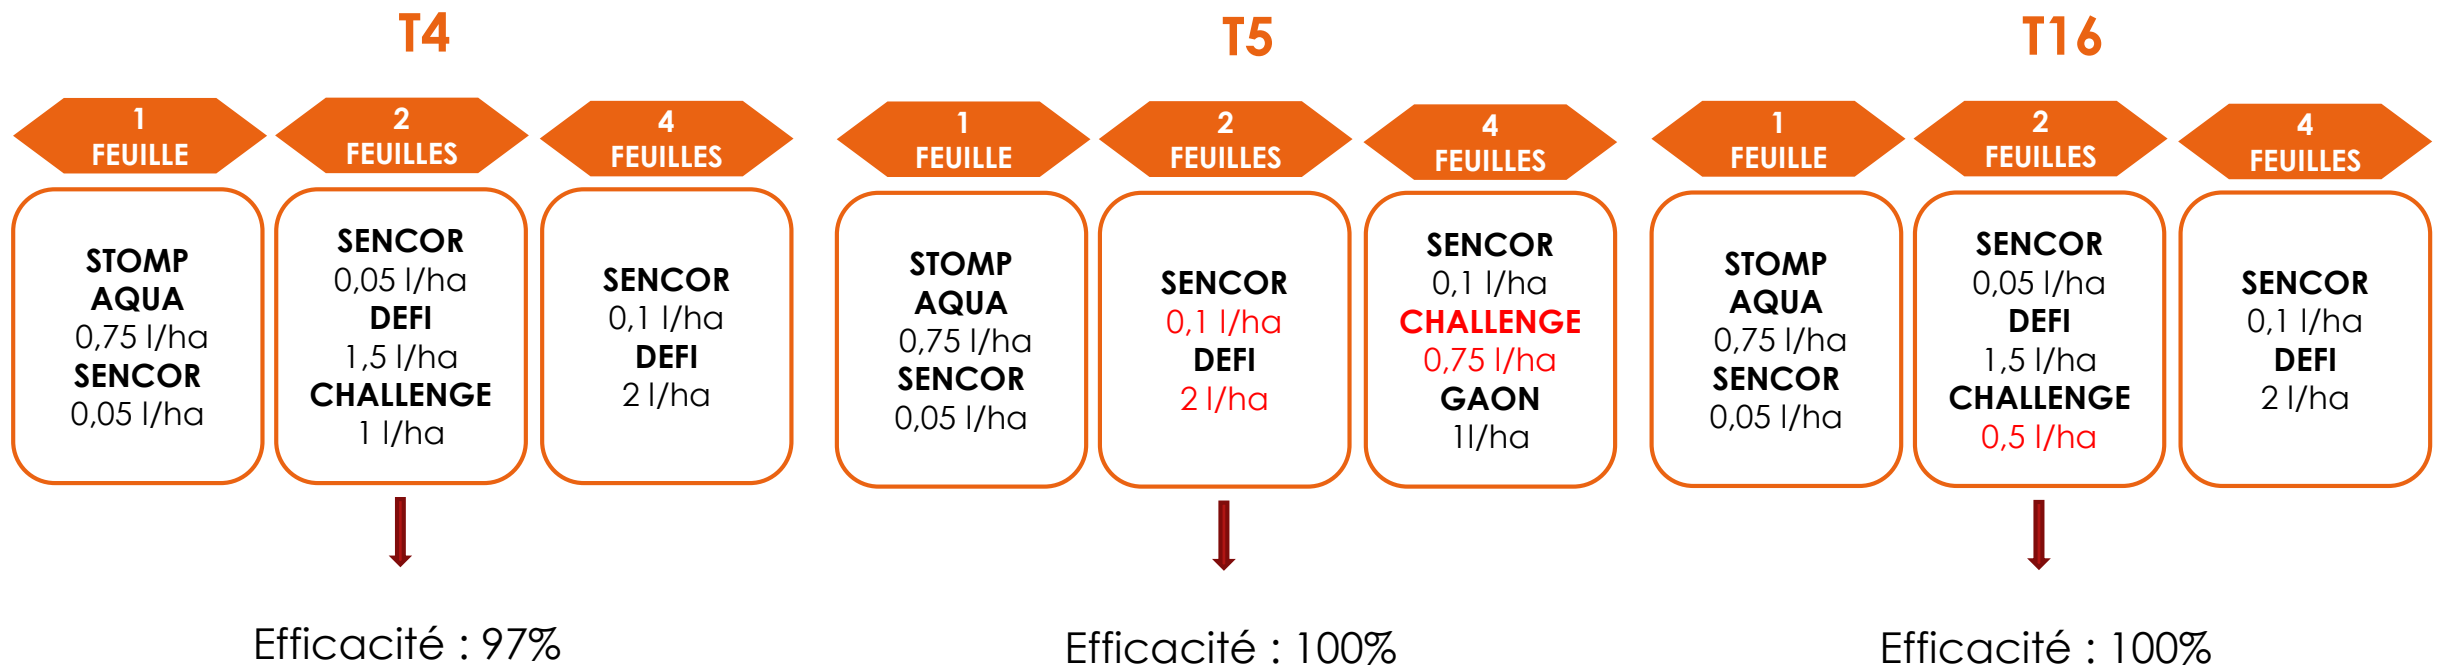 T4
1
FEUILLE
2
FEUILLES
4
FEUILLES
STOMP
AQUA
0,75 l/ha
SENCOR
0,05 l/ha
SENCOR
0,05 l/ha
DEFI
1,5 l/ha
CHALLENGE
1 l/ha
SENCOR
0,1 l/ha
DEFI
2 l/ha
Efficacité : 97%
T5
1
FEUILLE
2
FEUILLES
4
FEUILLES
STOMP
AQUA
0,75 l/ha
SENCOR
0,05 l/ha
SENCOR
0,1 l/ha
DEFI
2 l/ha
SENCOR
0,1 l/ha
CHALLENGE
0,75 l/ha
GAON
1l/ha
Efficacité : 100%
T16
1
FEUILLE
2
FEUILLES
4
FEUILLES
STOMP
AQUA
0,75 l/ha
SENCOR
0,05 l/ha
SENCOR
0,05 l/ha
DEFI
1,5 l/ha
CHALLENGE
0,5 l/ha
SENCOR
0,1 l/ha
DEFI
2 l/ha
Efficacité : 100%